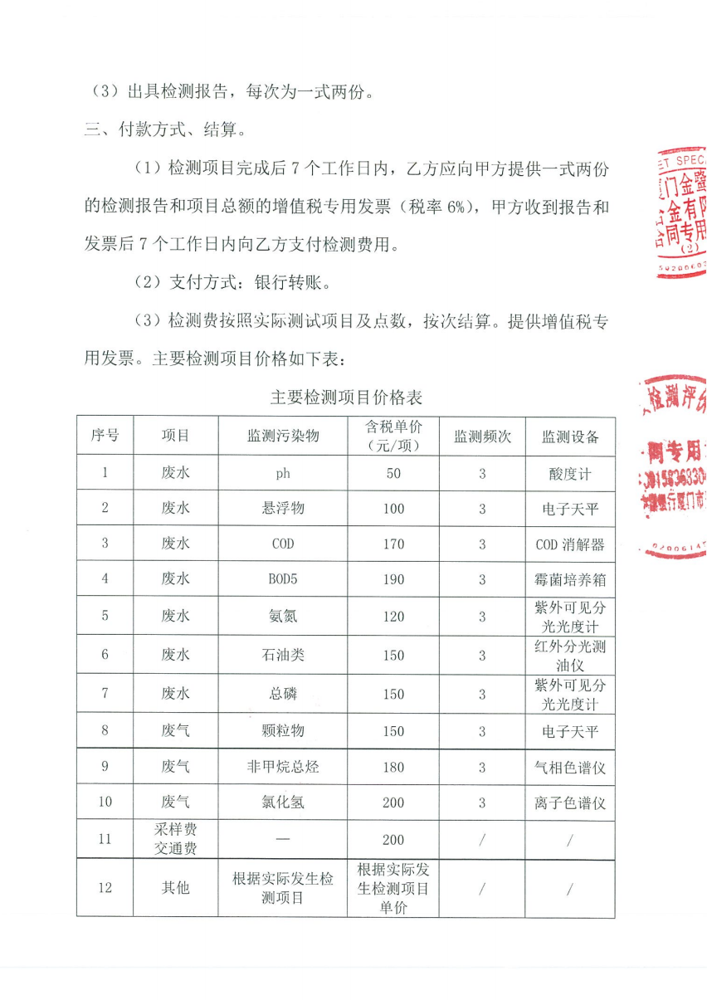 （3）出具检测报告，每次为一式两份。
三、付款方式、结算。
（1）检测项目完成后7个工作日内，乙方应向甲方提供一式两份
的检测报告和项目总额的增值税专用发票（税率6%），甲方收到报告和
发票后7个工作日内向乙方支付检测费用。
（2）支付方式：银行转账。
（3）检测费按照实际测试项目及点数，按次结算。提供增值税专
用发票。主要检测项目价格如下表：
主要检测项目价格表
序号 项目 监测污染物 含税单价（元/项） 监测频次 监测设备
1 废水 ph 50 3 酸度计
2 废水 悬浮物 100 3 电子天平
3 废水 COD 170 3 COD消解器
4 废水 BOD5 190 3 霉菌培养箱
5 废水 氨氮 120 3 紫外可见分光光度计
6 废水 石油类 150 3 红外分光测油仪
7 废水 总磷 150 3 紫外可见分光光度计
8 废气 颗粒物 150 3 电子天平
9 废气 非甲烷总烃 180 3 气相色谱仪
10 废气 氯化氢 200 3 离子色谱仪
11 采样费交通费 — 200 / /
12 其他 根据实际发生检测项目 根据实际发生检测项目单价 / /
ET SPEC
门金鹭
合金有限
合同专用
（2）
检测评价
同专用
银行厦门市